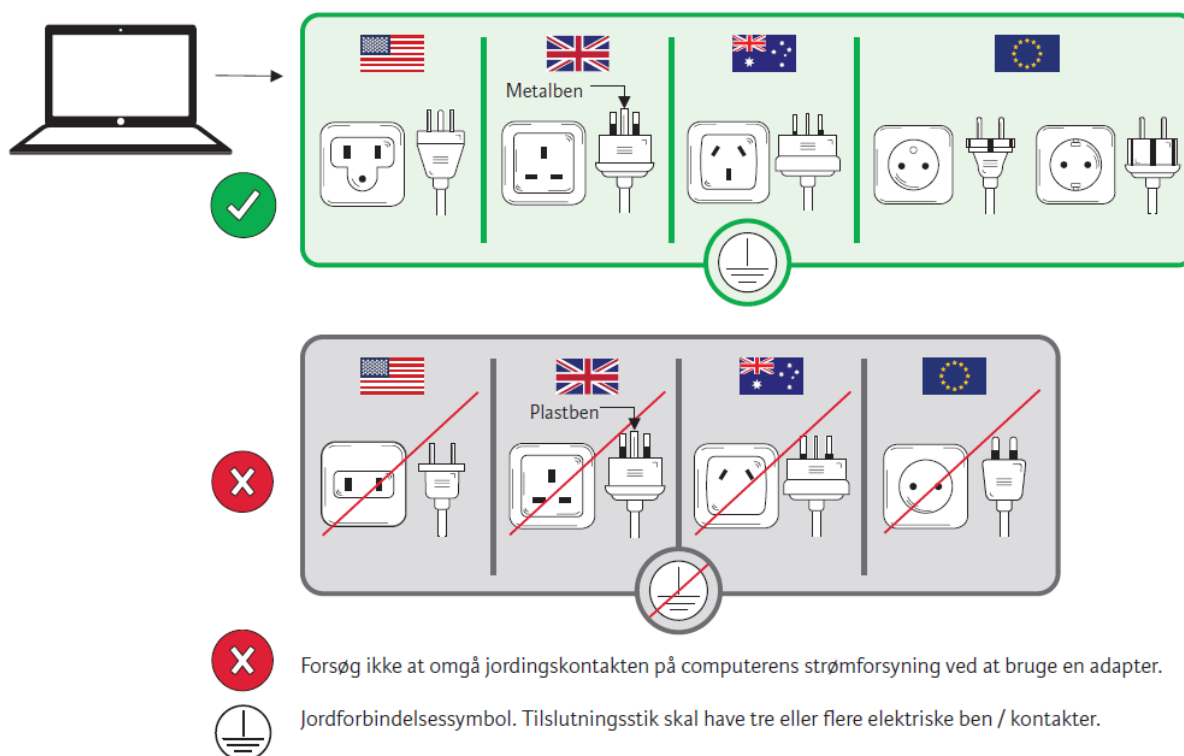 Metalben
Plastben
Forsøg ikke at omgå jordingskontakten på computerens strømforsyning ved at bruge en adapter.
Jordforbindelsessymbol. Tilslutningsstik skal have tre eller flere elektriske ben / kontakter.